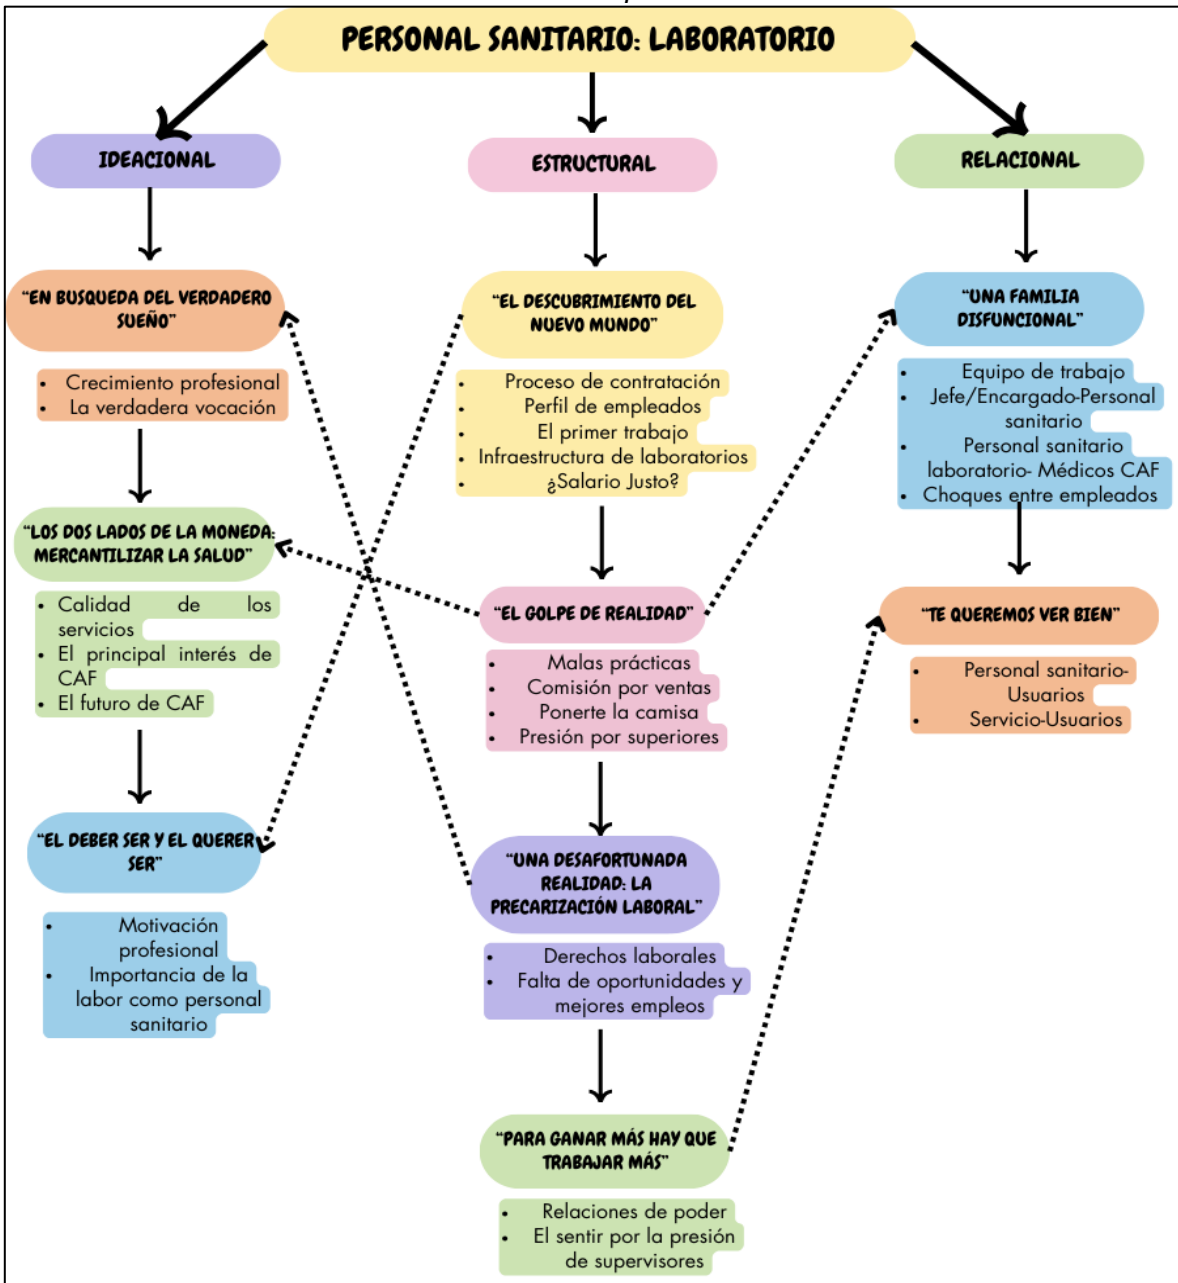 PERSONAL SANITARIO: LABORATORIO
IDEACIONAL
"EN BUSQUEDA DEL VERDADERO
SUEÑO"
• Crecimiento profesional
• La verdadera vocación
"LOS DOS LADOS DE LA MONEDA:
MERCANTILIZAR LA SALUD"
• Calidad de los
servicios
• El principal interés de
CAF
• El futuro de CAF
"EL DEBER SER Y EL QUERER
SER"
• Motivación
profesional
• Importancia de la
labor como personal
sanitario
ESTRUCTURAL
"EL DESCUBRIMIENTO DEL
NUEVO MUNDO"
• Proceso de contratación
• Perfil de empleados
• El primer trabajo
• Infraestructura de laboratorios
• ¿Salario Justo?
"EL GOLPE DE REALIDAD"
• Malas prácticas
• Comisión por ventas
• Ponerte la camisa
• Presión por superiores
"UNA DESAFORTUNADA
REALIDAD: LA
PRECARIZACIÓN LABORAL"
• Derechos laborales
• Falta de oportunidades y
mejores empleos
"PARA GANAR MÁS HAY QUE
TRABAJAR MÁS"
• Relaciones de poder
• El sentir por la presión
de supervisores
RELACIONAL
"UNA FAMILIA
DISFUNCIONAL"
• Equipo de trabajo
• Jefe/Encargado-Personal
sanitario
• Personal sanitario
laboratorio- Médicos CAF
• Choques entre empleados
"TE QUEREMOS VER BIEN"
• Personal sanitario-
Usuarios
• Servicio-Usuarios